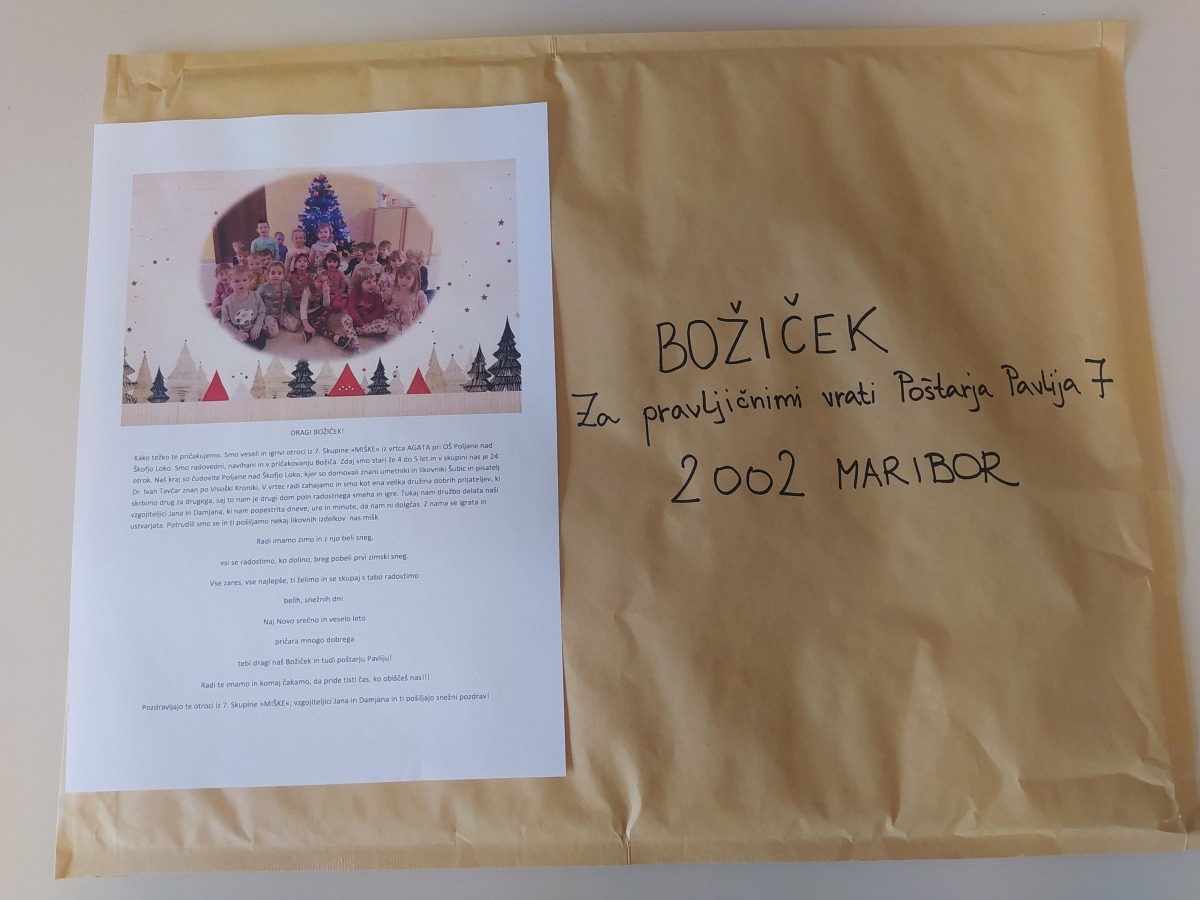 DRAGI BOŽIČEK!
Kako težko te pričakujemo. Smo veseli in igrivi otroci iz 7. Skupine »MIŠKE« iz vrtca AGATA pri OŠ Poljane nad
Škofjo Loko. Smo radovedni, navihani in v pričakovanju Božiča. Zdaj smo stari že 4 do 5 let in v skupini nas je 24
otrok. Naš kraj so čudovite Poljane nad Škofjo Loko, kjer so domovali znani umetniki in likovniki Šubic in pisatelj
Dr. Ivan Tavčar znan po Visoški Kroniki. V vrtec radi zahajamo in smo kot ena velika družina dobrih prijateljev, ki
skrbimo drug za drugega, saj to nam je drugi dom poln radostnega smeha in igre. Tukaj nam družbo delata naši
vzgojiteljici Jana in Damjana, ki nam popestrita dneve, ure in minute, da nam ni dolgčas. Z nama se igrata in
ustvarjata. Potrudili smo se in ti pošiljamo nekaj likovnih izdelkov nas mišk.
Radi imamo zimo in z njo beli sneg,
vsi se radostimo, ko dolino, breg pobeli prvi zimski sneg.
Vse zares, vse najlepše, ti želimo in se skupaj s tabo radostimo
belih, snežnih dni.
Naj Novo srečno in veselo leto
pričara mnogo dobrega
tebi dragi naš Božiček in tudi poštarju Pavliju!
Radi te imamo in komaj čakamo, da pride tisti čas, ko obiščeš nas!!!
Pozdravljajo te otroci iz 7. Skupine »MIŠKE«, vzgojiteljici Jana in Damjana in ti pošiljajo snežni pozdrav!
BOŽIČEK
Za pravljičnimi vrati Poštarja Pavlija 7
2002 MARIBOR